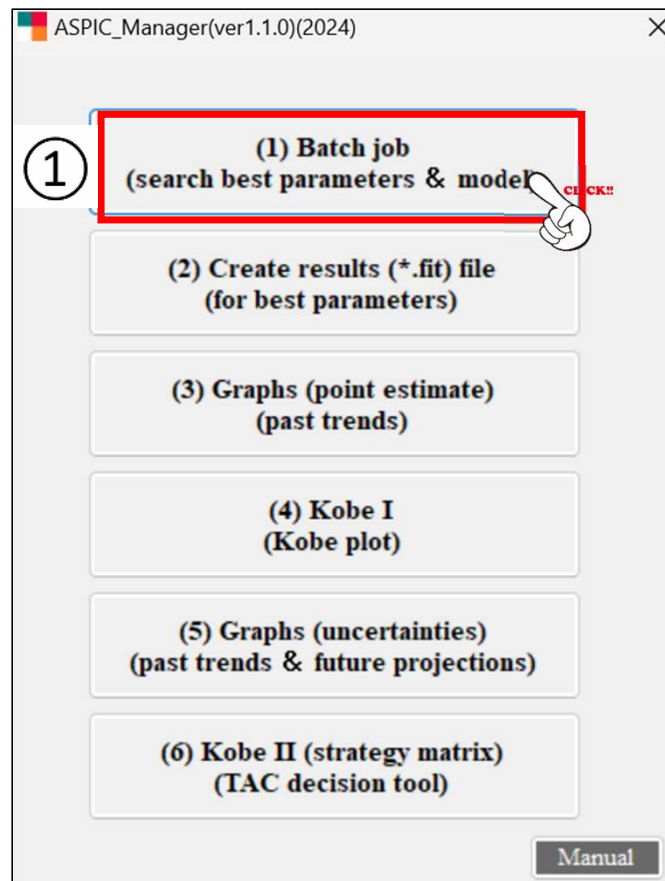 ASPIC_Manager(ver1.1.0)(2024)
①
(1) Batch job
(search best parameters & model)
CLICK!!
(2) Create results (*.fit) file
(for best parameters)
(3) Graphs (point estimate)
(past trends)
(4) Kobe I
(Kobe plot)
(5) Graphs (uncertainties)
(past trends & future projections)
(6) Kobe II (strategy matrix)
(TAC decision tool)
Manual